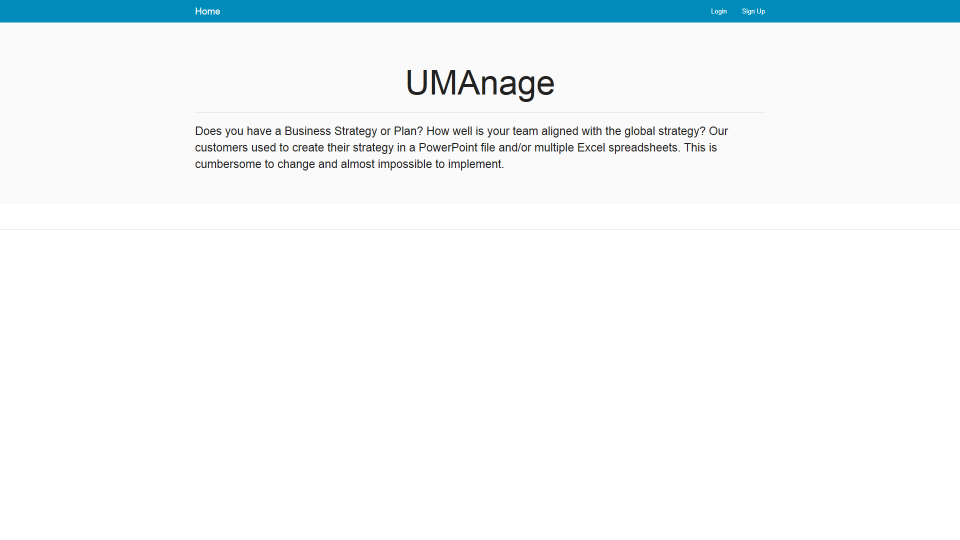 Home
Login
Sign Up
UMAnage
Does you have a Business Strategy or Plan? How well is your team aligned with the global strategy? Our
customers used to create their strategy in a PowerPoint file and/or multiple Excel spreadsheets. This is
cumbersome to change and almost impossible to implement.